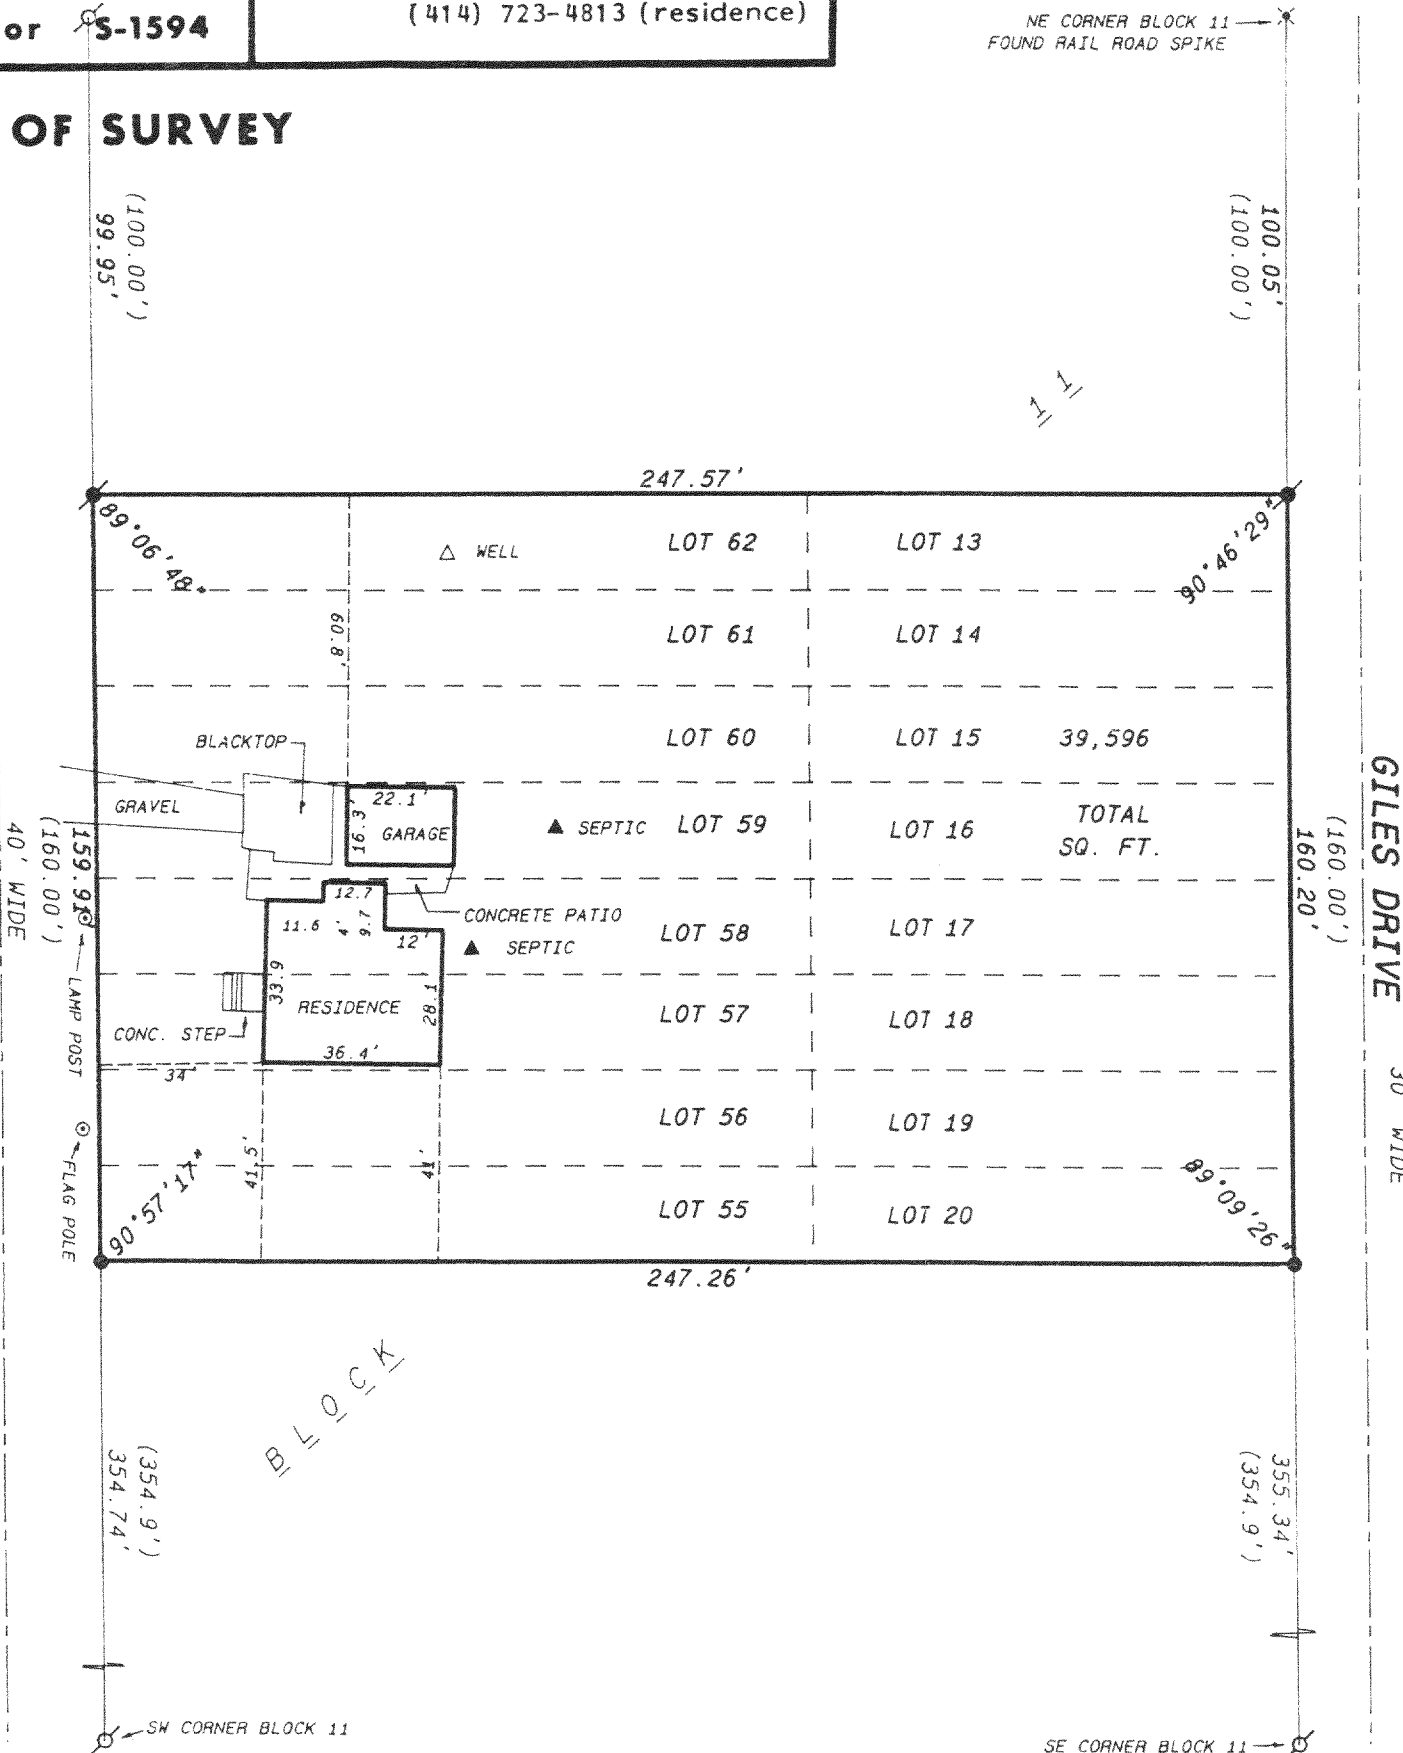 or S-1594
(414) 723-4813 (residence)
NE CORNER BLOCK 11
FOUND RAIL ROAD SPIKE
OF SURVEY
(100.00')
99.95'
100.05'
(100.00')
11
247.57'
89°06'48"
90°46'29"
WELL
LOT 62
LOT 13
LOT 61
LOT 14
60.8'
LOT 60
LOT 15
39,596
TOTAL
SQ. FT.
BLACKTOP
GRAVEL
22.1'
16.3'
GARAGE
SEPTIC
LOT 59
LOT 16
GILES DRIVE
30' WIDE
(160.00')
160.20'
159.91
(160.00')
40' WIDE
12.7
11.6
4'
9.7
12'
CONCRETE PATIO
SEPTIC
LOT 58
LOT 17
33.9
RESIDENCE
28.1'
36.4'
CONC. STEP
LAMP POST
LOT 57
LOT 18
34'
LOT 56
LOT 19
FLAG POLE
41.5'
41'
LOT 55
LOT 20
90°57'17"
89°09'26"
247.26'
BLOCK
(354.9')
354.74'
355.34'
(354.9')
SW CORNER BLOCK 11
SE CORNER BLOCK 11